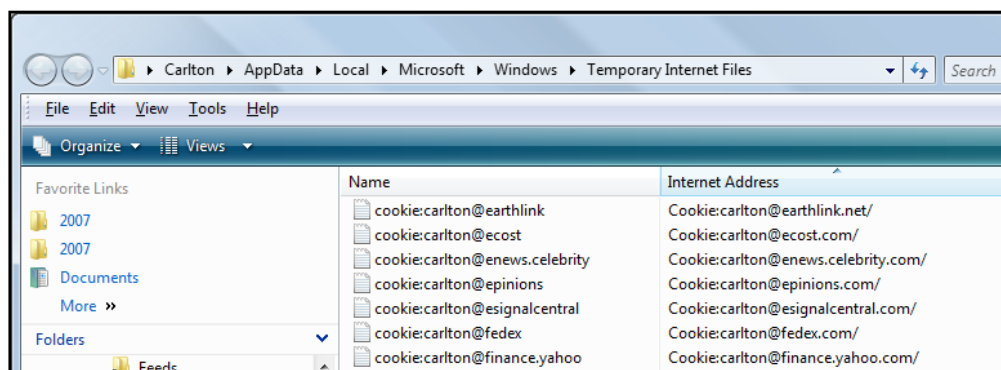 Carlton AppData Local Microsoft Windows Temporary Internet Files Search
File Edit View Tools Help
Organize Views
Favorite Links
2007
2007
Documents
More »
Folders
Feeds
Name Internet Address
cookie:carlton@earthlink Cookie:carlton@earthlink.net/
cookie:carlton@ecost Cookie:carlton@ecost.com/
cookie:carlton@enews.celebrity Cookie:carlton@enews.celebrity.com/
cookie:carlton@epinions Cookie:carlton@epinions.com/
cookie:carlton@esignalcentral Cookie:carlton@esignalcentral.com/
cookie:carlton@fedex Cookie:carlton@fedex.com/
cookie:carlton@finance.yahoo Cookie:carlton@finance.yahoo.com/